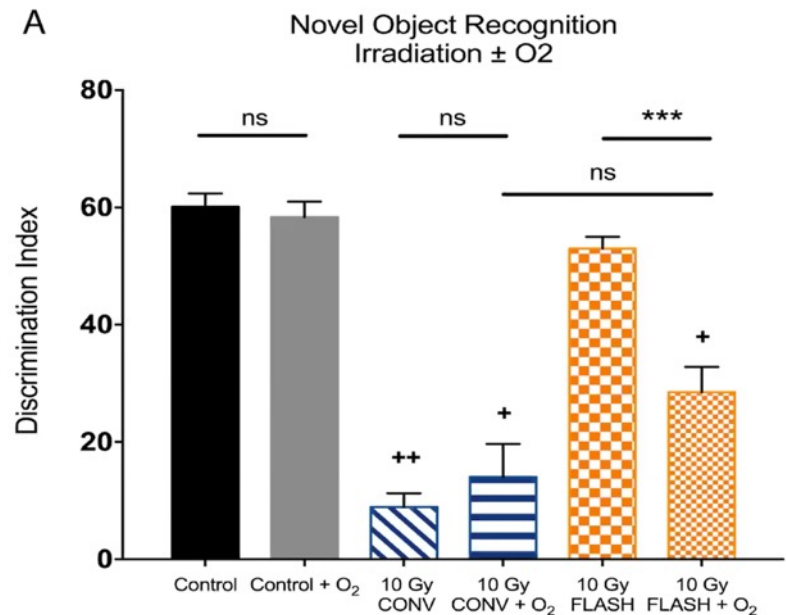 A
Novel Object Recognition
Irradiation ± O2
Discrimination Index
80
60
40
20
0
ns
ns
***
ns
++
+
+
Control
Control + O₂
10 Gy
CONV
10 Gy
CONV + O₂
10 Gy
FLASH
10 Gy
FLASH + O₂